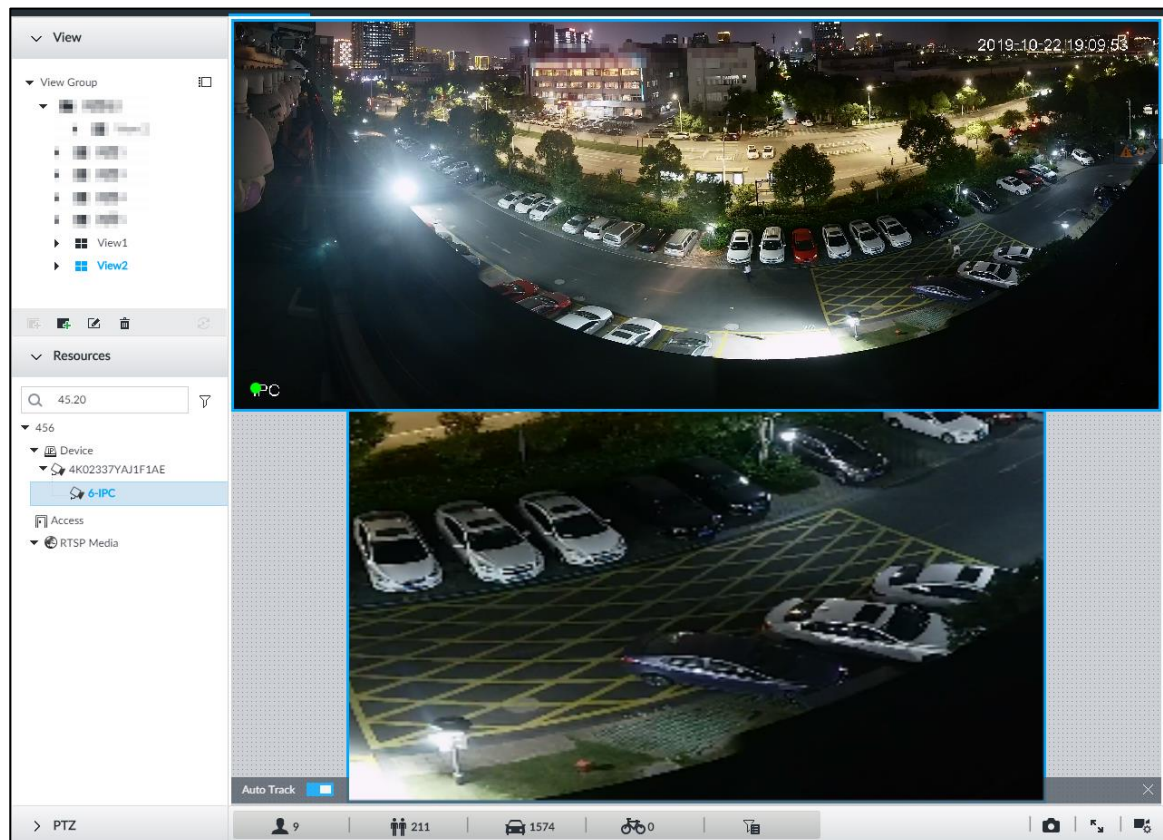 View
View Group
View1
View2
Resources
45.20
456
Device
4K02337YAJ1F1AE
6-IPC
Access
RTSP Media
PTZ
2019-10-22 19:09:53
IPC
Auto Track
9
211
1574
0